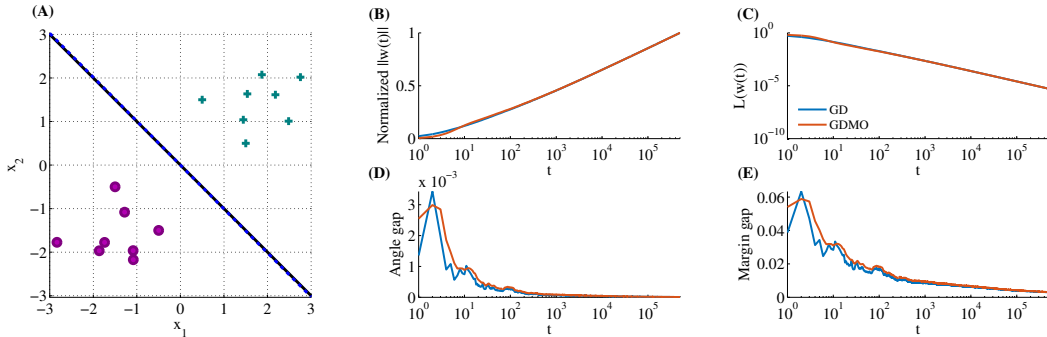 (A)
3
2
1
0
−1
−2
−3
−3 −2 −1 0 1 2 3
x_2
x_1
(B)
Normalized ||w(t)||
1
0.5
0
10^0 10^1 10^2 10^3 10^4 10^5
t
(C)
L(w(t))
10^0
10^−5
10^−10
GD
GDMO
10^0 10^1 10^2 10^3 10^4 10^5
t
(D)
x 10^−3
Angle gap
3
2
1
0
10^0 10^1 10^2 10^3 10^4 10^5
t
(E)
Margin gap
0.06
0.04
0.02
0
10^0 10^1 10^2 10^3 10^4 10^5
t